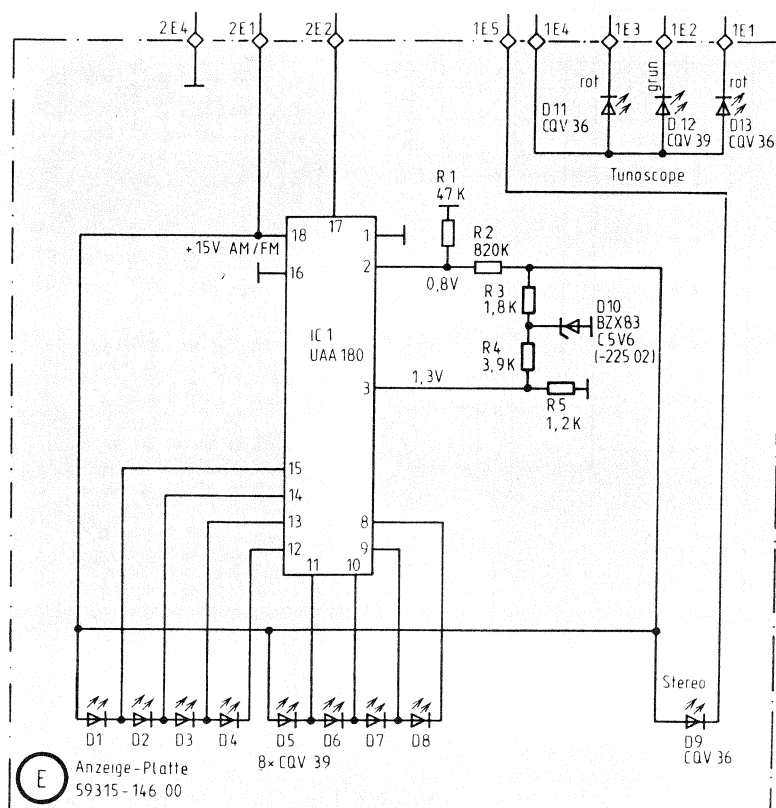 2E4 2E1 2E2 1E5 1E4 1E3 1E2 1E1
rot grün rot
D11
CQV 36
D12
CQV 39
D13
CQV 36
Tunoscope
R1
47K
17
18
+15V AM/FM
16
1
2
R2
820K
0,8V
R3
1,8K
D10
BZX83
C5V6
(-225 02)
IC 1
UAA 180
R4
3,9K
3
1,3V
R5
1,2K
15
14
13
12
8
9
11
10
Stereo
D1 D2 D3 D4 D5 D6 D7 D8
8x CQV 39
D9
CQV 36
E
Anzeige-Platte
59315-146 00